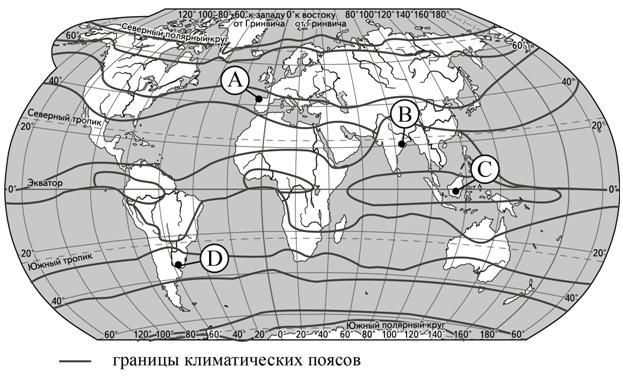 120° 100° 80° 60° к западу 0° к востоку 80° 100° 120° 140° 160° 180°
от Гринвича от Гринвича
Северный полярный круг
60° 60°
40° 40°
Северный тропик
20° 20°
Экватор 0° 0°
20° 20°
Южный тропик
40° 40°
A
B
C
D
Южный полярный круг
60° 120° 100° 80° 60° 40° 20° 0° 20° 40° 60° 80° 100° 120° 140° 160° 180° 60°
границы климатических поясов